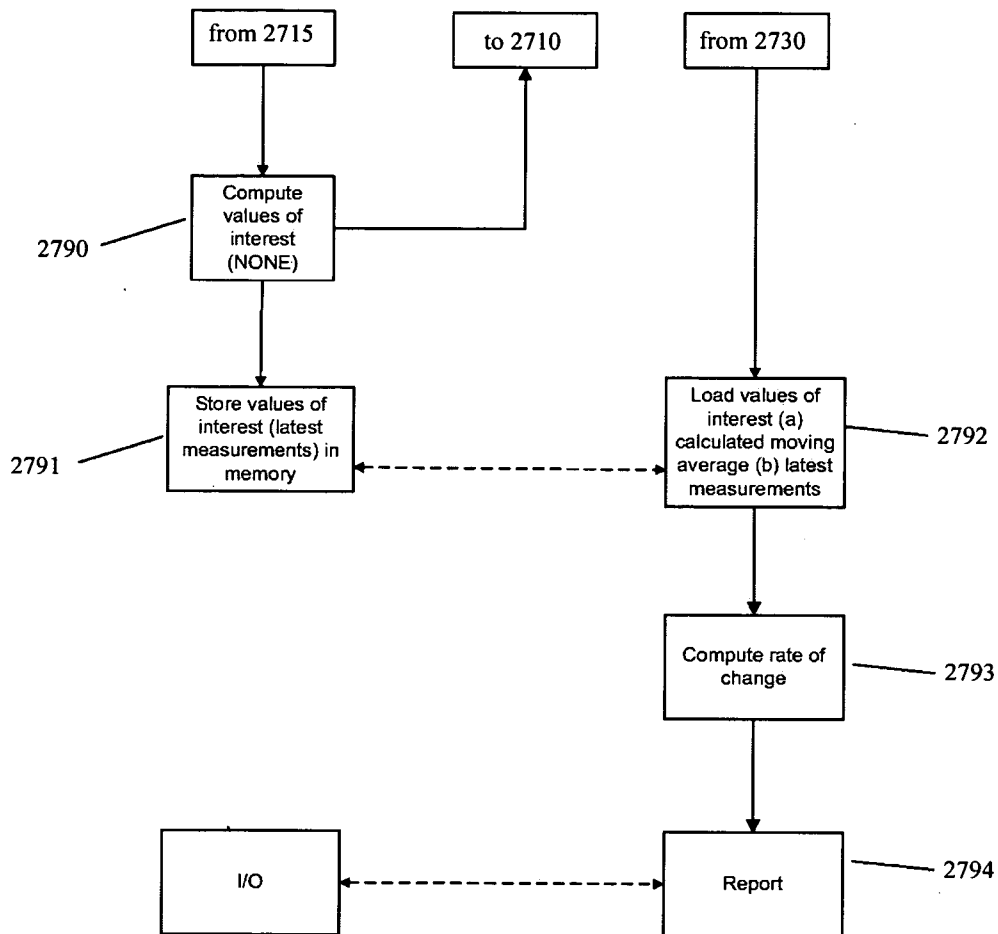 from 2715
to 2710
from 2730
Compute
values of
interest
(NONE)
2790
Store values of
interest (latest
measurements) in
memory
2791
Load values of
interest (a)
calculated moving
average (b) latest
measurements
2792
Compute rate of
change
2793
I/O
Report
2794